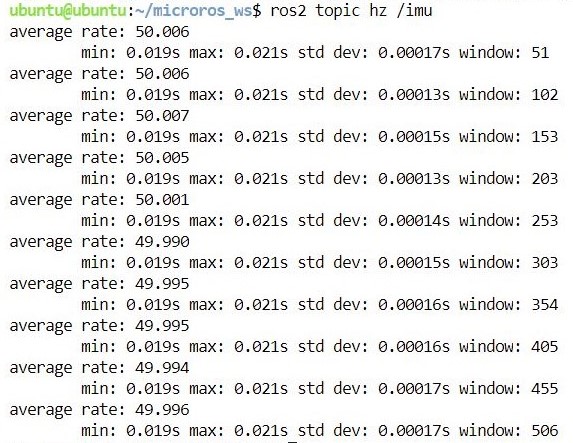 ubuntu@ubuntu:~/microros_ws$ ros2 topic hz /imu
average rate: 50.006
min: 0.019s max: 0.021s std dev: 0.00017s window: 51
average rate: 50.006
min: 0.019s max: 0.021s std dev: 0.00013s window: 102
average rate: 50.007
min: 0.019s max: 0.021s std dev: 0.00015s window: 153
average rate: 50.005
min: 0.019s max: 0.021s std dev: 0.00013s window: 203
average rate: 50.001
min: 0.019s max: 0.021s std dev: 0.00014s window: 253
average rate: 49.990
min: 0.019s max: 0.021s std dev: 0.00015s window: 303
average rate: 49.995
min: 0.019s max: 0.021s std dev: 0.00016s window: 354
average rate: 49.995
min: 0.019s max: 0.021s std dev: 0.00016s window: 405
average rate: 49.994
min: 0.019s max: 0.021s std dev: 0.00017s window: 455
average rate: 49.996
min: 0.019s max: 0.021s std dev: 0.00017s window: 506